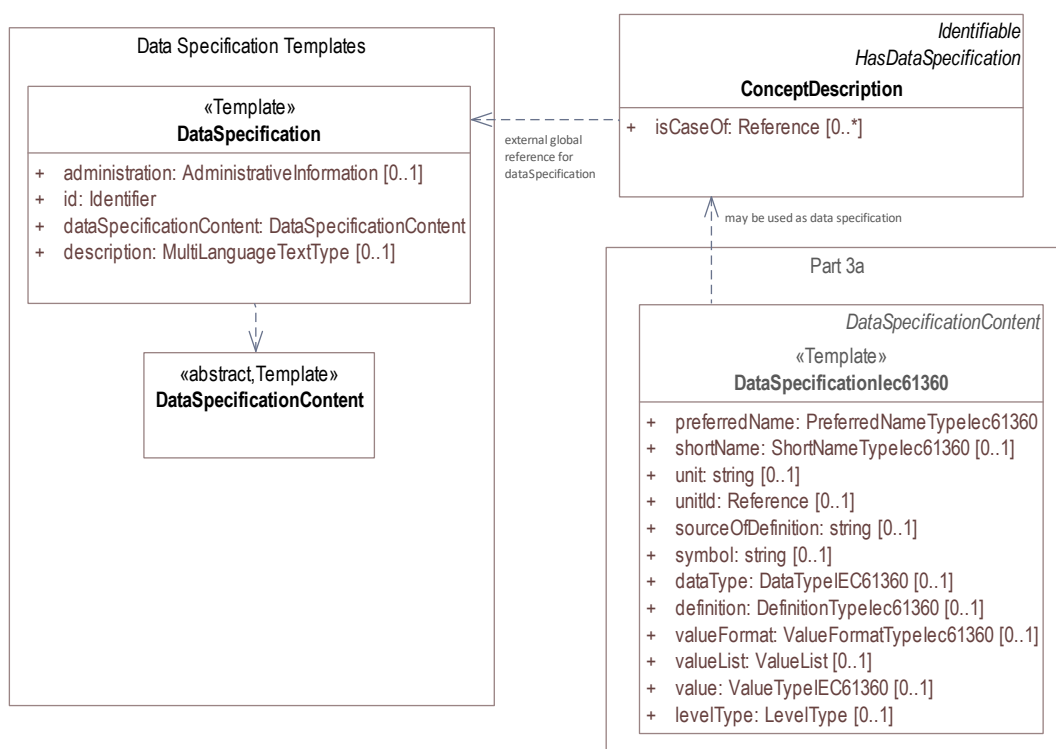 Data Specification Templates
«Template»
DataSpecification
+ administration: AdministrativeInformation [0..1]
+ id: Identifier
+ dataSpecificationContent: DataSpecificationContent
+ description: MultiLanguageTextType [0..1]
«abstract,Template»
DataSpecificationContent
external global
reference for
dataSpecification
Identifiable
HasDataSpecification
ConceptDescription
+ isCaseOf: Reference [0..*]
may be used as data specification
Part 3a
DataSpecificationContent
«Template»
DataSpecificationIec61360
+ preferredName: PreferredNameTypeIec61360
+ shortName: ShortNameTypeIec61360 [0..1]
+ unit: string [0..1]
+ unitId: Reference [0..1]
+ sourceOfDefinition: string [0..1]
+ symbol: string [0..1]
+ dataType: DataTypeIEC61360 [0..1]
+ definition: DefinitionTypeIec61360 [0..1]
+ valueFormat: ValueFormatTypeIec61360 [0..1]
+ valueList: ValueList [0..1]
+ value: ValueTypeIEC61360 [0..1]
+ levelType: LevelType [0..1]